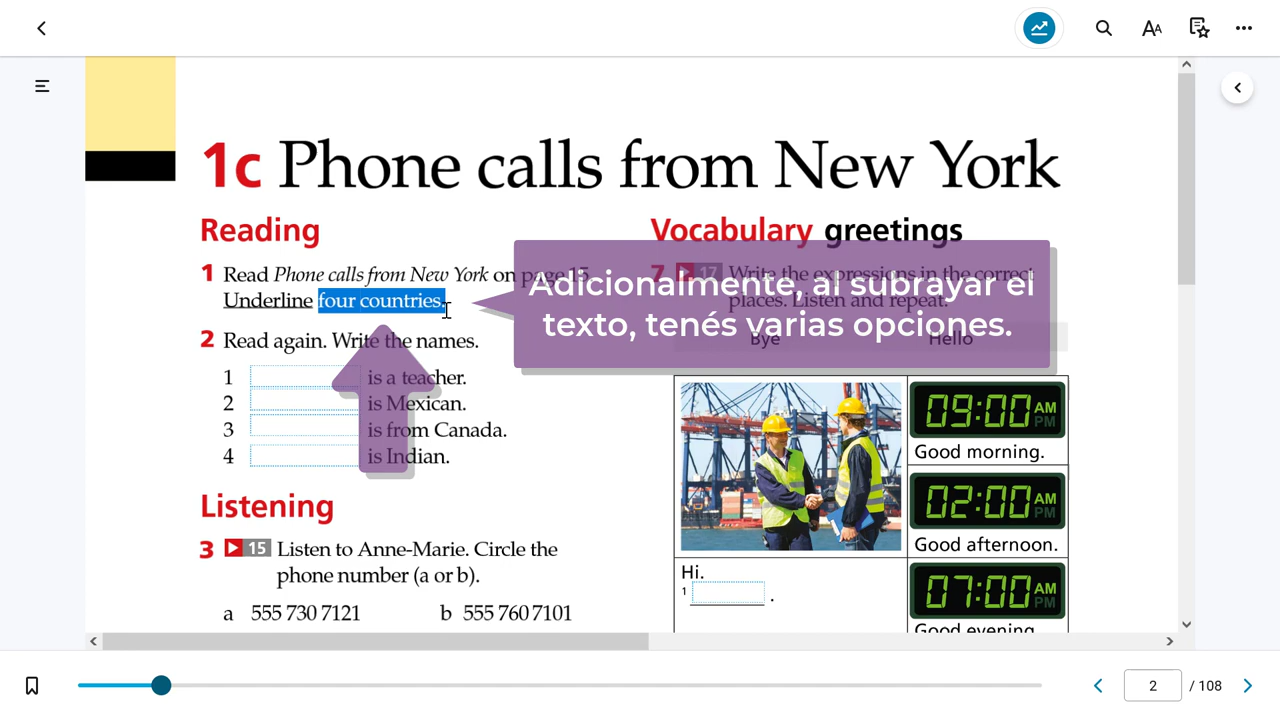 1c Phone calls from New York
Reading
1 Read Phone calls from New York on page 15.
Underline four countries.
2 Read again. Write the names.
1 is a teacher.
2 is Mexican.
3 is from Canada.
4 is Indian.
Listening
3 15 Listen to Anne-Marie. Circle the
phone number (a or b).
a 555 730 7121 b 555 760 7101
Vocabulary greetings
7 17 Write the expressions in the correct
places. Listen and repeat.
Bye Hello
Adicionalmente, al subrayar el
texto, tenés varias opciones.
09:00 AM PM
Good morning.
02:00 AM PM
Good afternoon.
Hi.
1 .
07:00 AM PM
Good evening.
2 / 108